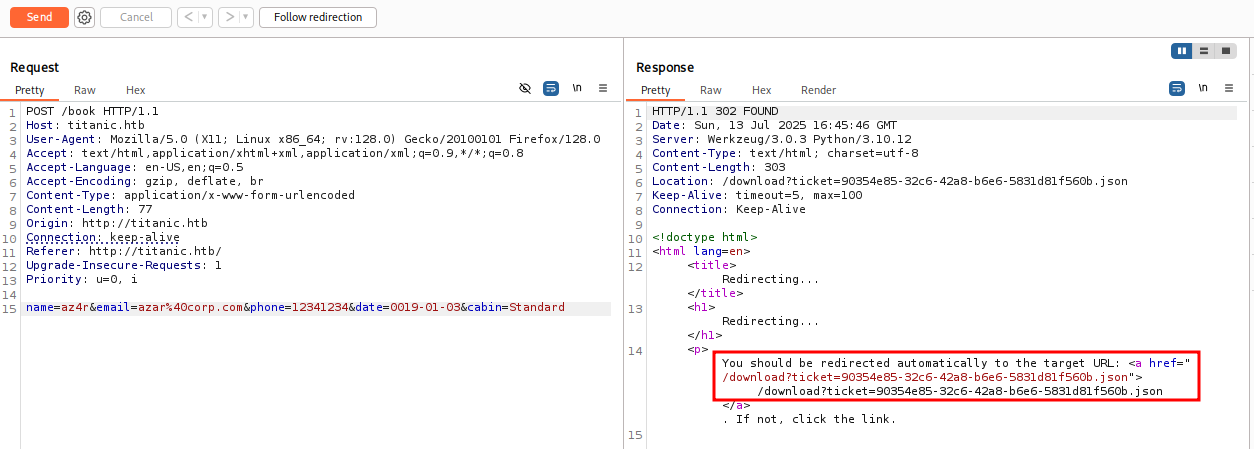 Send Cancel < > Follow redirection
Request
Pretty Raw Hex \n
1 POST /book HTTP/1.1
2 Host: titanic.htb
3 User-Agent: Mozilla/5.0 (X11; Linux x86_64; rv:128.0) Gecko/20100101 Firefox/128.0
4 Accept: text/html,application/xhtml+xml,application/xml;q=0.9,*/*;q=0.8
5 Accept-Language: en-US,en;q=0.5
6 Accept-Encoding: gzip, deflate, br
7 Content-Type: application/x-www-form-urlencoded
8 Content-Length: 77
9 Origin: http://titanic.htb
10 Connection: keep-alive
11 Referer: http://titanic.htb/
12 Upgrade-Insecure-Requests: 1
13 Priority: u=0, i
14
15 name=az4r&email=azar%40corp.com&phone=12341234&date=0019-01-03&cabin=Standard
Response
Pretty Raw Hex Render \n
1 HTTP/1.1 302 FOUND
2 Date: Sun, 13 Jul 2025 16:45:46 GMT
3 Server: Werkzeug/3.0.3 Python/3.10.12
4 Content-Type: text/html; charset=utf-8
5 Content-Length: 303
6 Location: /download?ticket=90354e85-32c6-42a8-b6e6-5831d81f560b.json
7 Keep-Alive: timeout=5, max=100
8 Connection: Keep-Alive
9
10 <!doctype html>
11 <html lang=en>
12 <title>
Redirecting...
</title>
13 <h1>
Redirecting...
</h1>
14 <p>
You should be redirected automatically to the target URL: <a href="
/download?ticket=90354e85-32c6-42a8-b6e6-5831d81f560b.json">
/download?ticket=90354e85-32c6-42a8-b6e6-5831d81f560b.json
</a>
. If not, click the link.
15